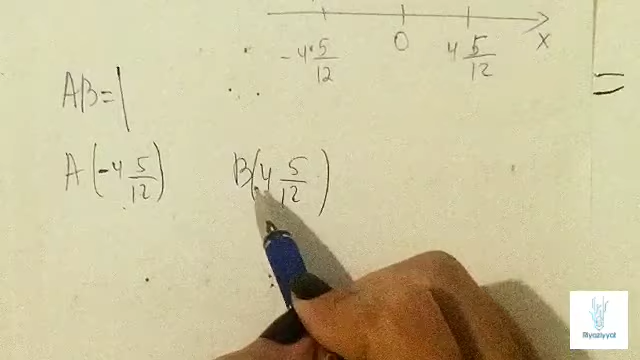 -4 5/12 0 4 5/12 x
AB=|
A(-4 5/12) B(4 5/12)
=
Riyaziyyat